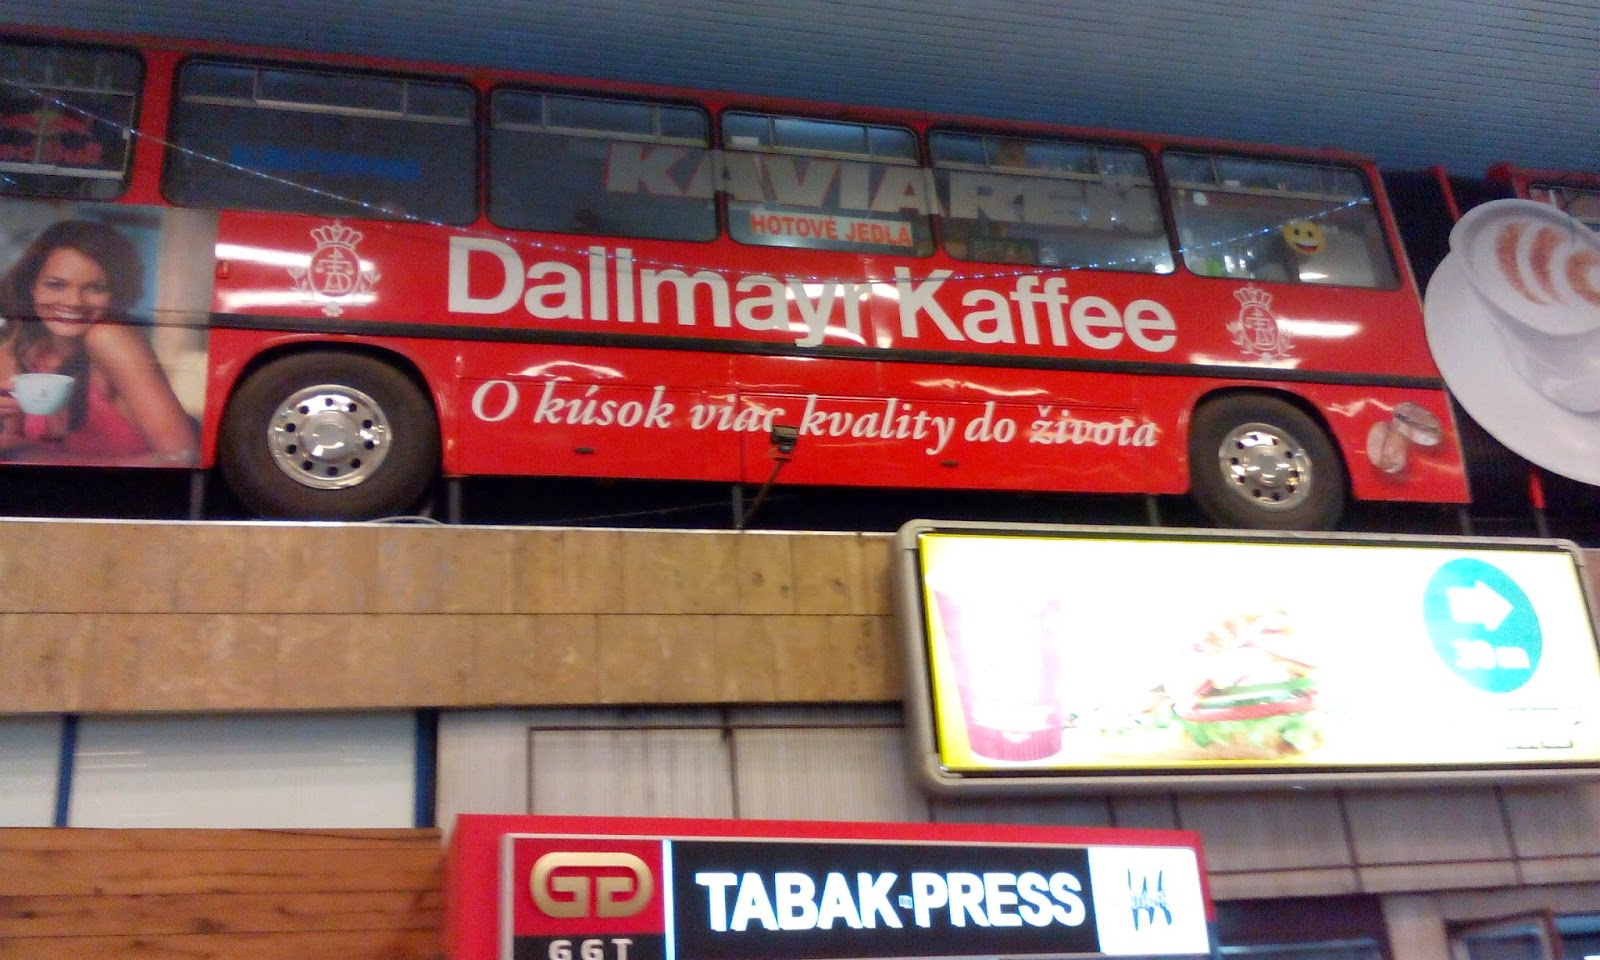 KAVIAREŇ
HOTOVÉ JEDLÁ
Dallmayr Kaffee
O kúsok viac kvality do života
GGT
TABAK-PRESS